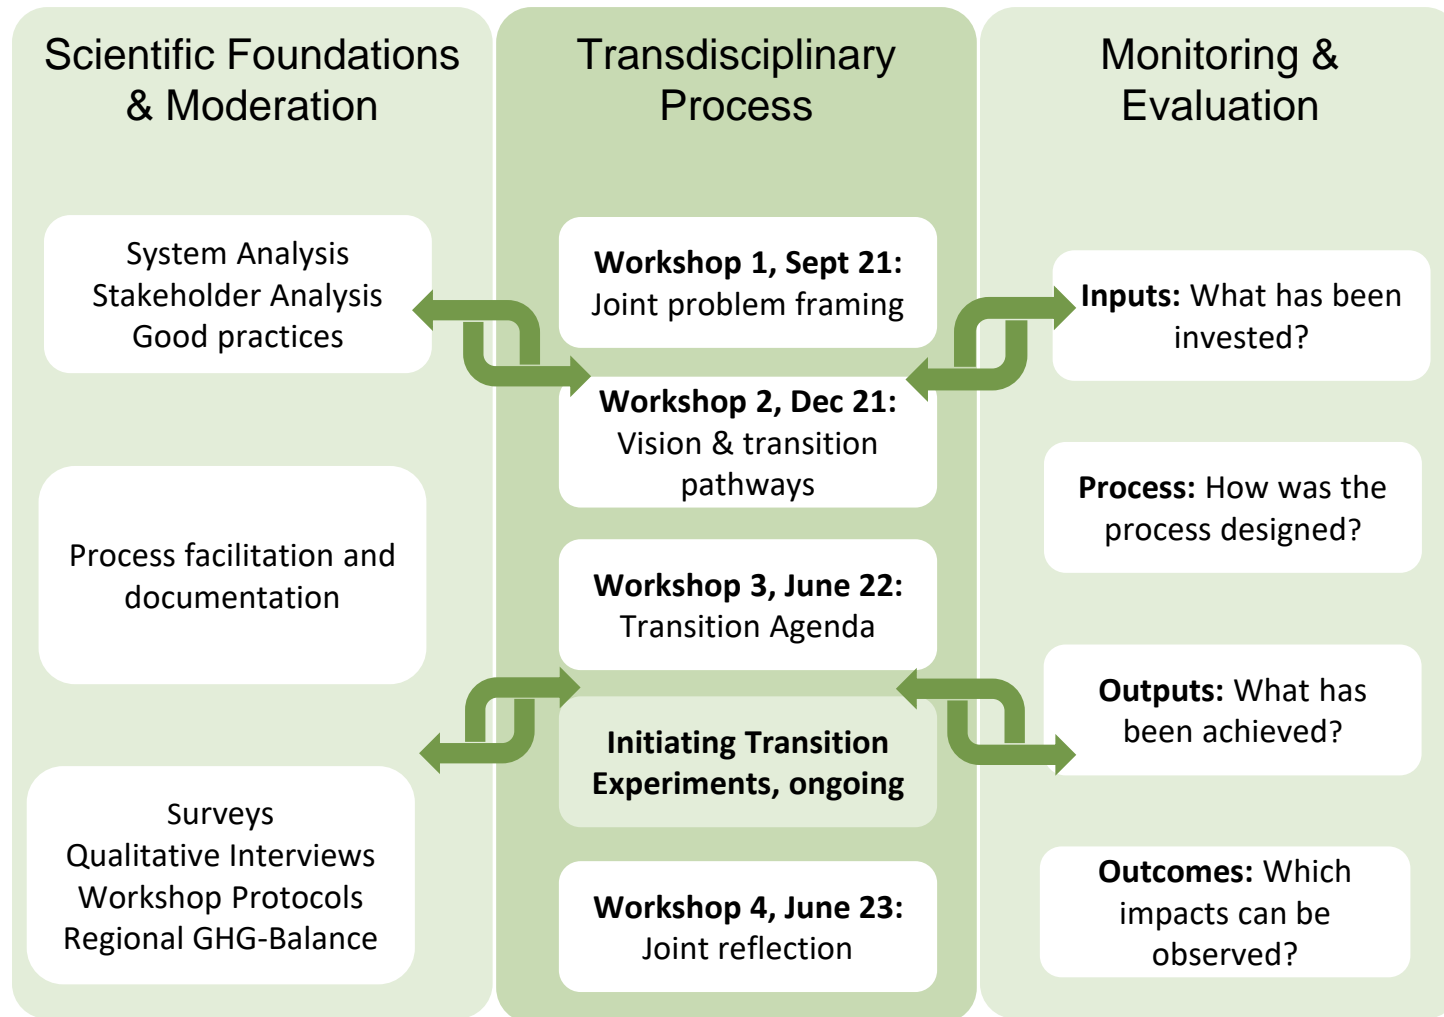 Scientific Foundations
& Moderation
System Analysis
Stakeholder Analysis
Good practices
Process facilitation and
documentation
Surveys
Qualitative Interviews
Workshop Protocols
Regional GHG-Balance
Transdisciplinary
Process
Workshop 1, Sept 21:
Joint problem framing
Workshop 2, Dec 21:
Vision & transition
pathways
Workshop 3, June 22:
Transition Agenda
Initiating Transition
Experiments, ongoing
Workshop 4, June 23:
Joint reflection
Monitoring &
Evaluation
Inputs: What has been
invested?
Process: How was the
process designed?
Outputs: What has
been achieved?
Outcomes: Which
impacts can be
observed?